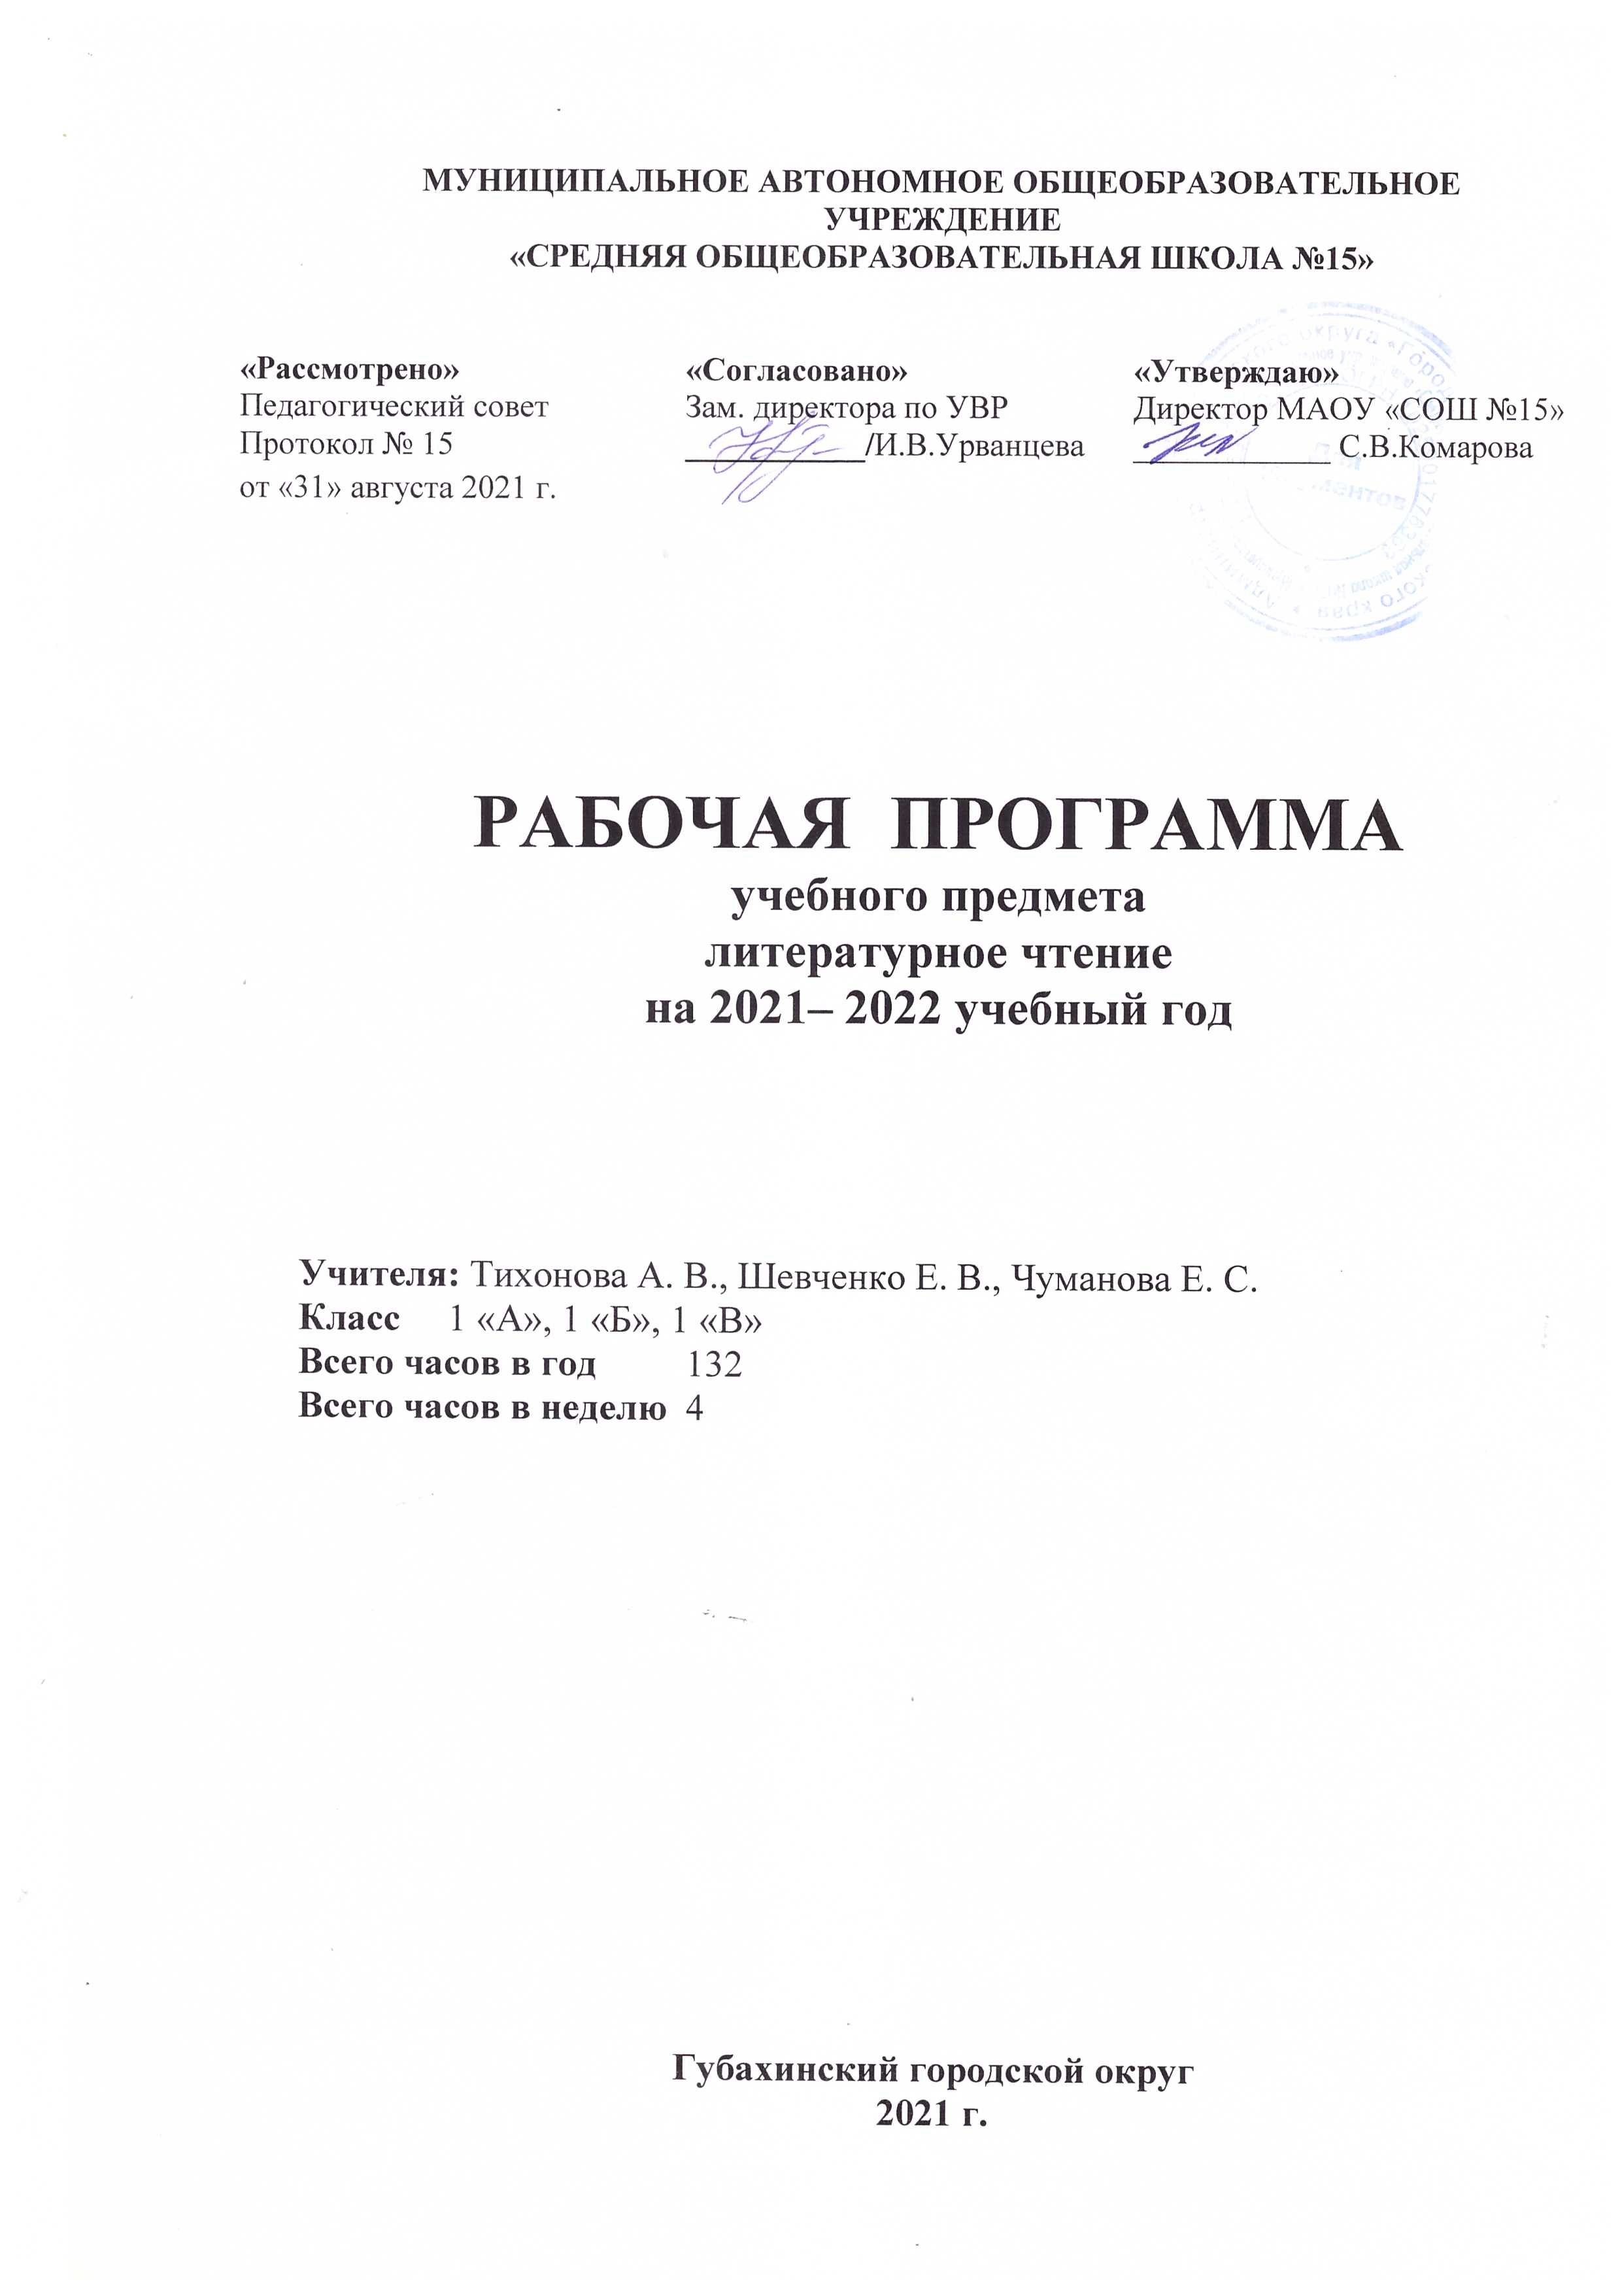 МУНИЦИПАЛЬНОЕ АВТОНОМНОЕ ОБЩЕОБРАЗОВАТЕЛЬНОЕ
УЧРЕЖДЕНИЕ
«СРЕДНЯЯ ОБЩЕОБРАЗОВАТЕЛЬНАЯ ШКОЛА №15»
«Рассмотрено»
Педагогический совет
Протокол № 15
от «31» августа 2021 г.
«Согласовано»
Зам. директора по УВР
/И.В.Урванцева
«Утверждаю»
Директор МАОУ «СОШ №15»
С.В.Комарова
округа
края
РАБОЧАЯ ПРОГРАММА
учебного предмета
литературное чтение
на 2021– 2022 учебный год
Учителя: Тихонова А. В., Шевченко Е. В., Чуманова Е. С.
Класс 1 «А», 1 «Б», 1 «В»
Всего часов в год 132
Всего часов в неделю 4
Губахинский городской округ
2021 г.